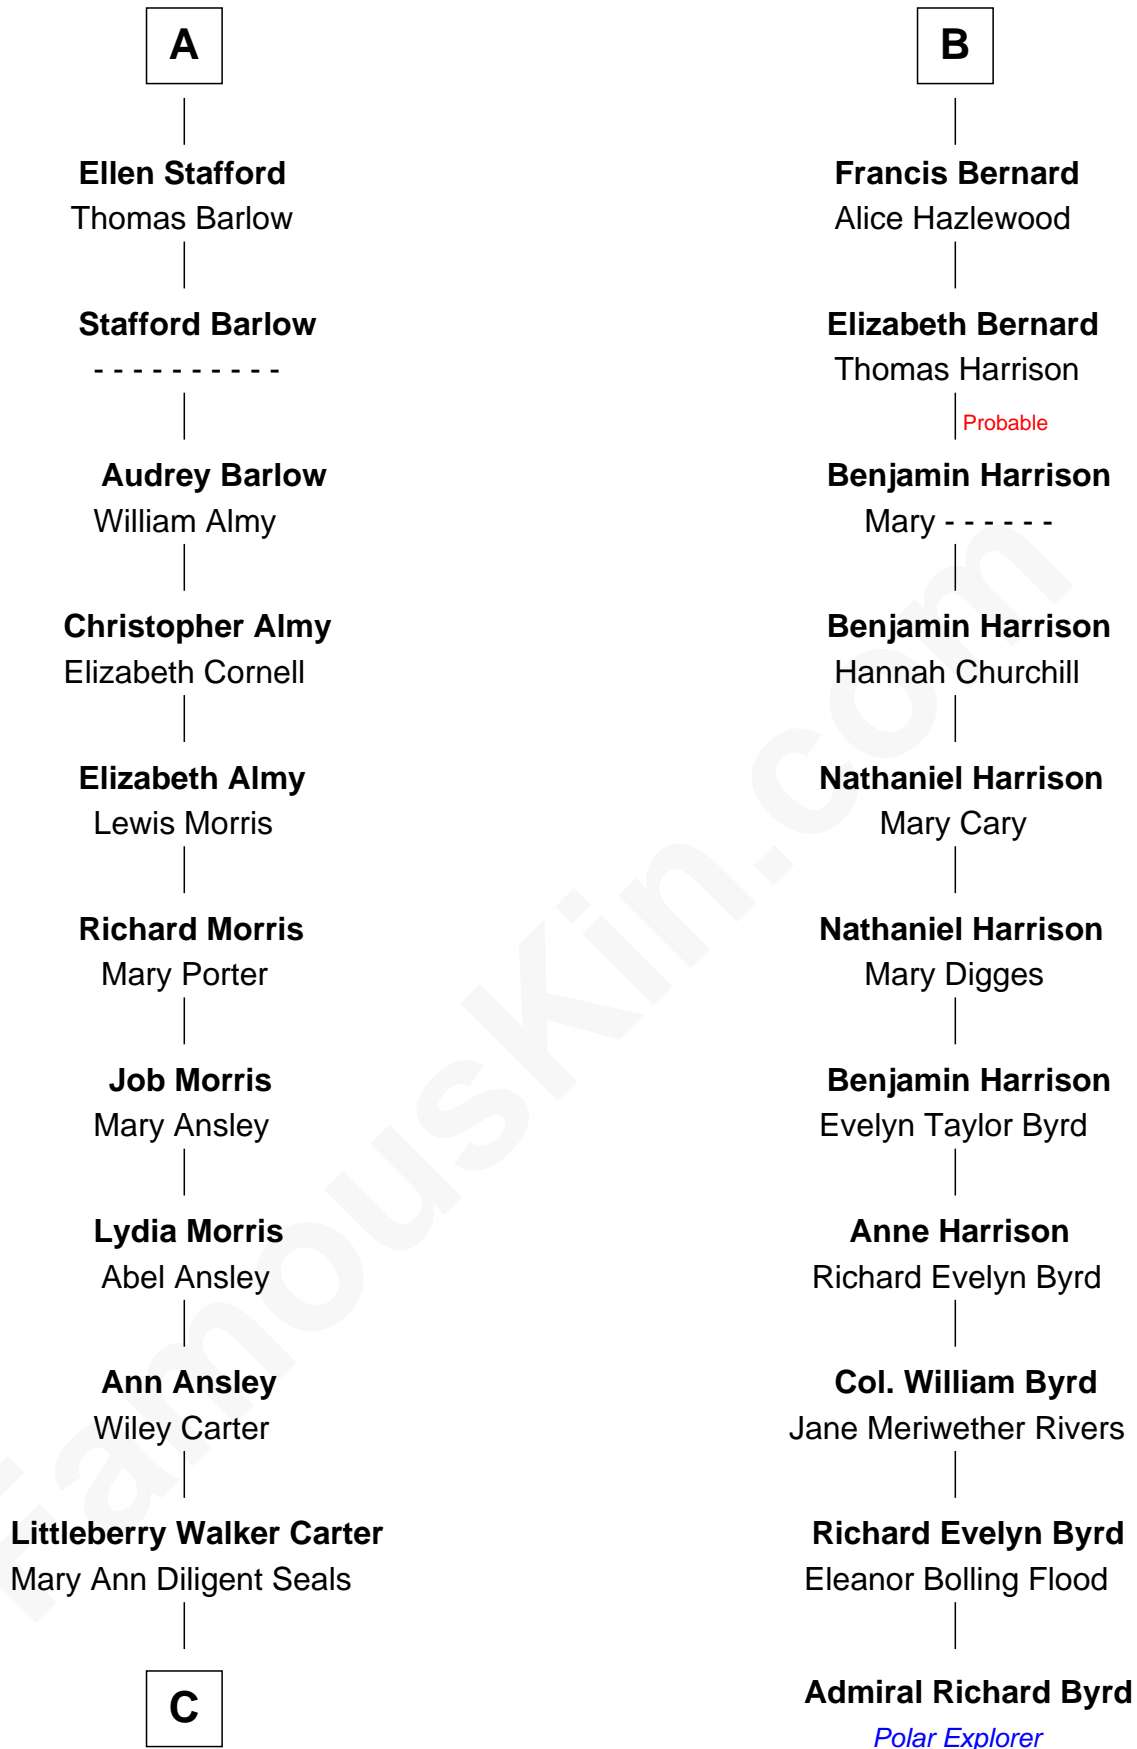 A
Ellen Stafford
Thomas Barlow
Stafford Barlow
- - - - - - - - - -
Audrey Barlow
William Almy
Christopher Almy
Elizabeth Cornell
Elizabeth Almy
Lewis Morris
Richard Morris
Mary Porter
Job Morris
Mary Ansley
Lydia Morris
Abel Ansley
Ann Ansley
Wiley Carter
Littleberry Walker Carter
Mary Ann Diligent Seals
C
B
Francis Bernard
Alice Hazlewood
Elizabeth Bernard
Thomas Harrison
Probable
Benjamin Harrison
Mary - - - - - -
Benjamin Harrison
Hannah Churchill
Nathaniel Harrison
Mary Cary
Nathaniel Harrison
Mary Digges
Benjamin Harrison
Evelyn Taylor Byrd
Anne Harrison
Richard Evelyn Byrd
Col. William Byrd
Jane Meriwether Rivers
Richard Evelyn Byrd
Eleanor Bolling Flood
Admiral Richard Byrd
Polar Explorer
FamousKin.com